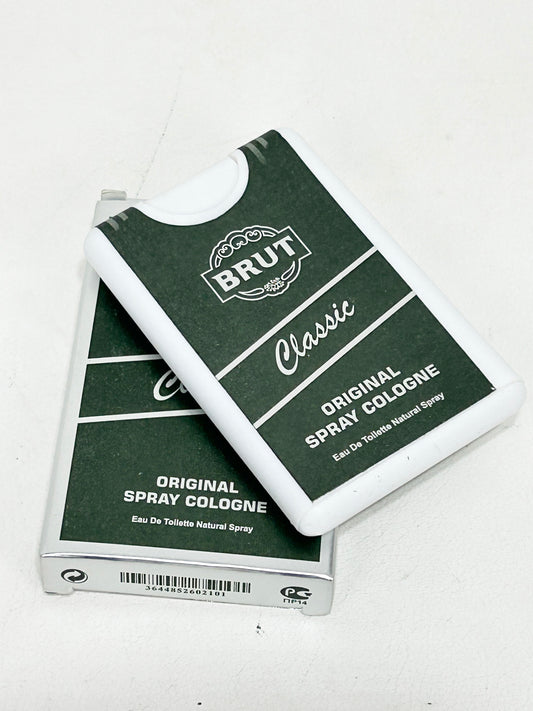 BRUT
Classic
ORIGINAL
SPRAY COLOGNE
Eau De Toilette Natural Spray
ORIGINAL
SPRAY COLOGNE
Eau De Toilette Natural Spray
3644852602101
ПР14